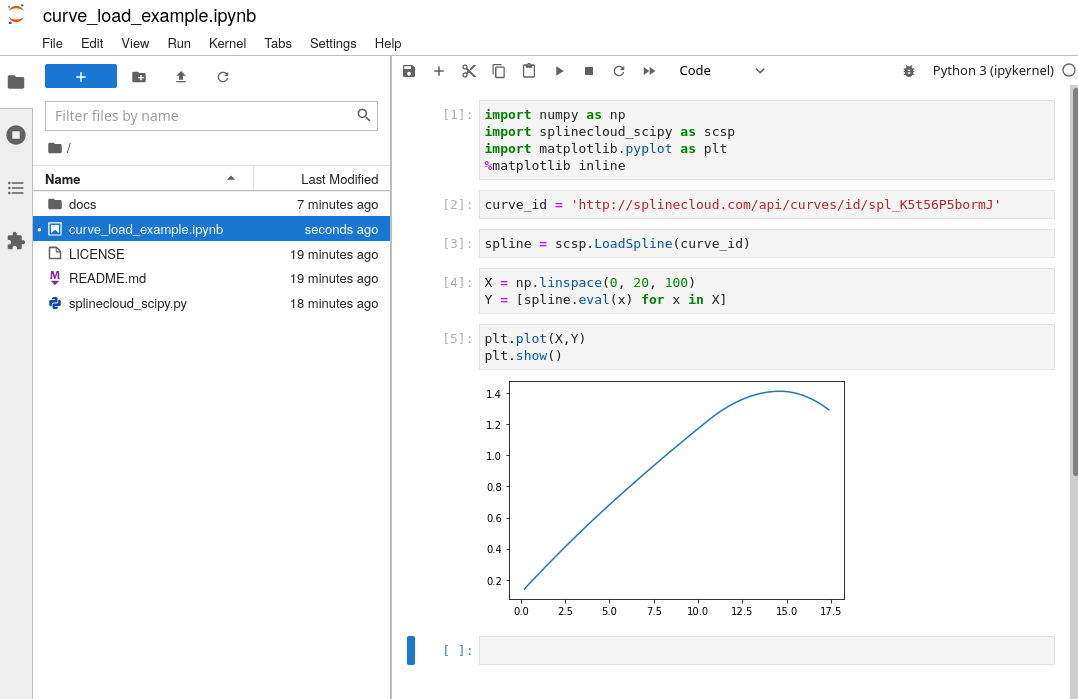 curve_load_example.ipynb
File Edit View Run Kernel Tabs Settings Help
Filter files by name
/
Name Last Modified
docs 7 minutes ago
curve_load_example.ipynb seconds ago
LICENSE 19 minutes ago
README.md 19 minutes ago
splinecloud_scipy.py 18 minutes ago
Code Python 3 (ipykernel)
[1]: import numpy as np
import splinecloud_scipy as scsp
import matplotlib.pyplot as plt
%matplotlib inline
[2]: curve_id = 'http://splinecloud.com/api/curves/id/spl_K5t56P5bormJ'
[3]: spline = scsp.LoadSpline(curve_id)
[4]: X = np.linspace(0, 20, 100)
Y = [spline.eval(x) for x in X]
[5]: plt.plot(X,Y)
plt.show()
1.4
1.2
1.0
0.8
0.6
0.4
0.2
0.0 2.5 5.0 7.5 10.0 12.5 15.0 17.5
[ ]: